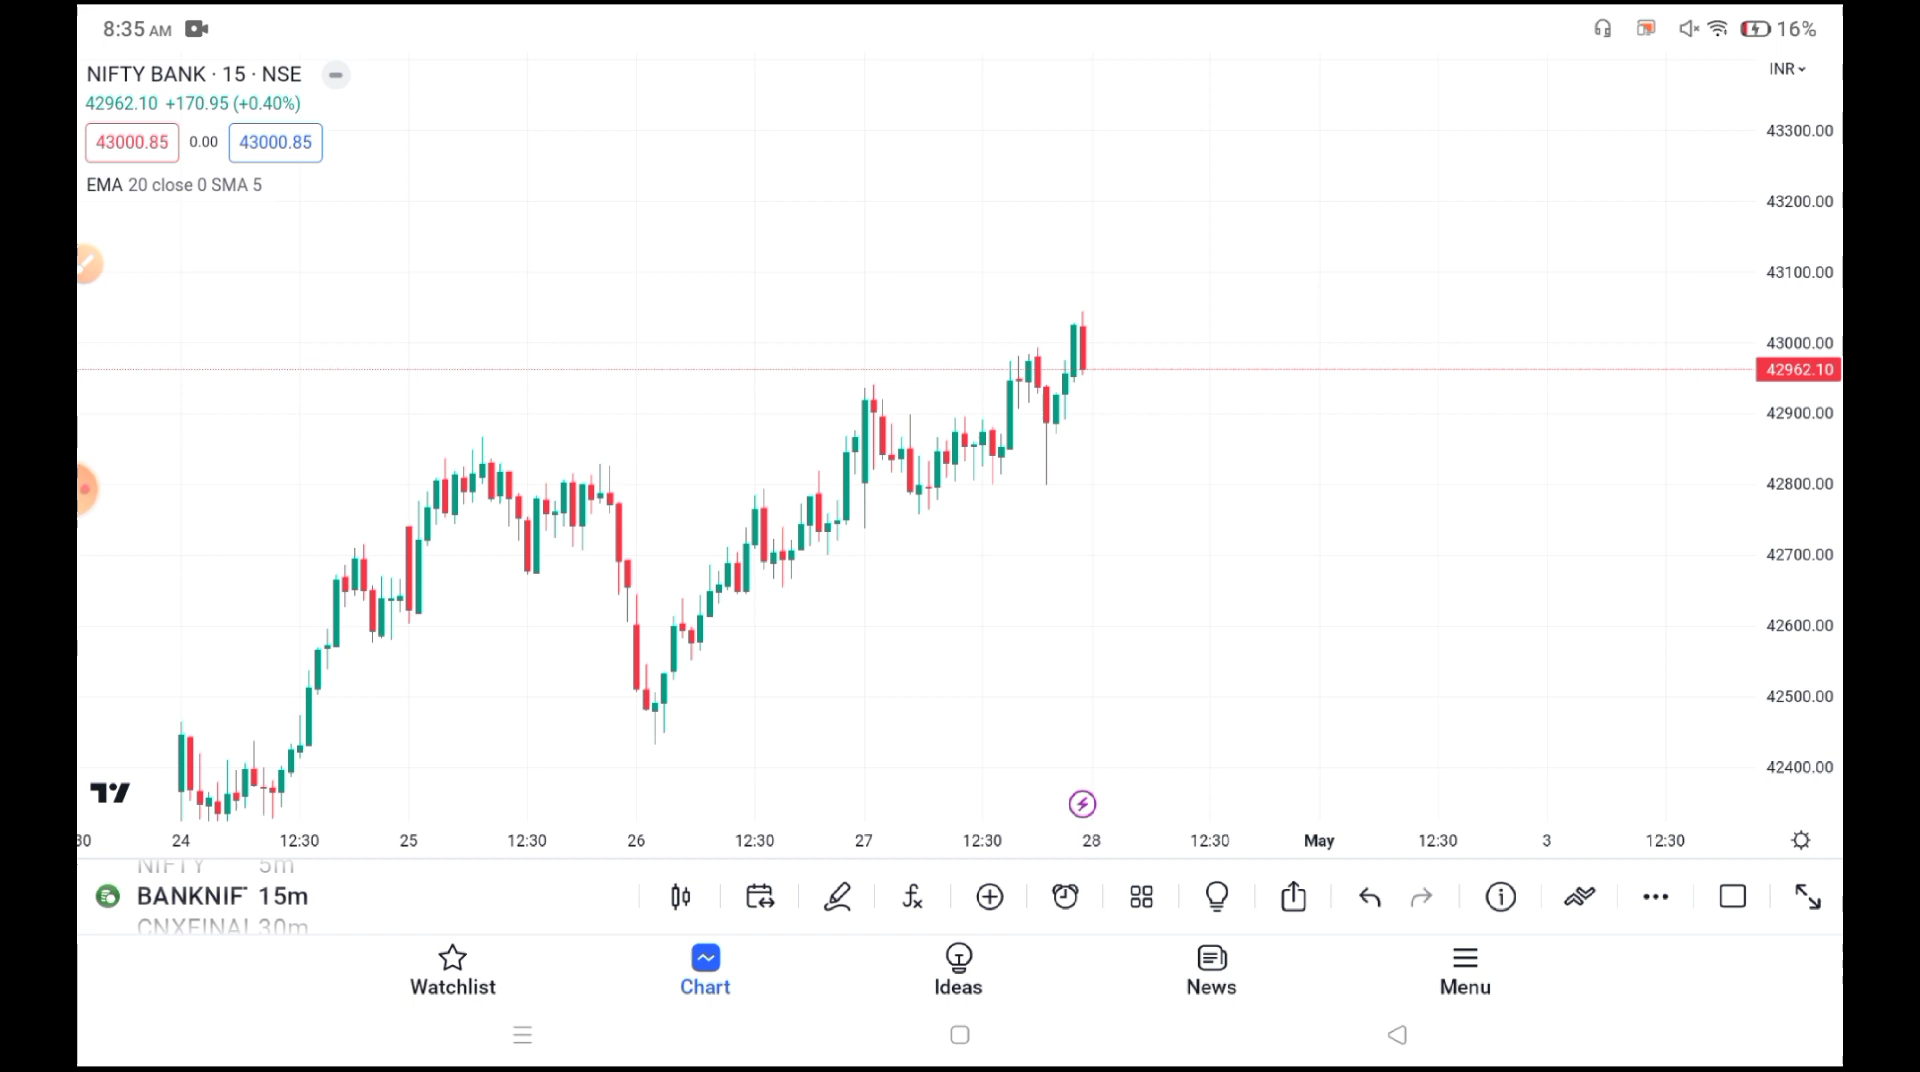 8:35 AM
16%
NIFTY BANK · 15 · NSE
INR
42962.10 +170.95 (+0.40%)
43000.85 0.00 43000.85
EMA 20 close 0 SMA 5
43300.00
43200.00
43100.00
43000.00
42962.10
42900.00
42800.00
42700.00
42600.00
42500.00
42400.00
30 24 12:30 25 12:30 26 12:30 27 12:30 28 12:30 May 12:30 3 12:30
NIFTY 5m
BANKNIF 15m
CNXFINAI 30m
Watchlist Chart Ideas News Menu